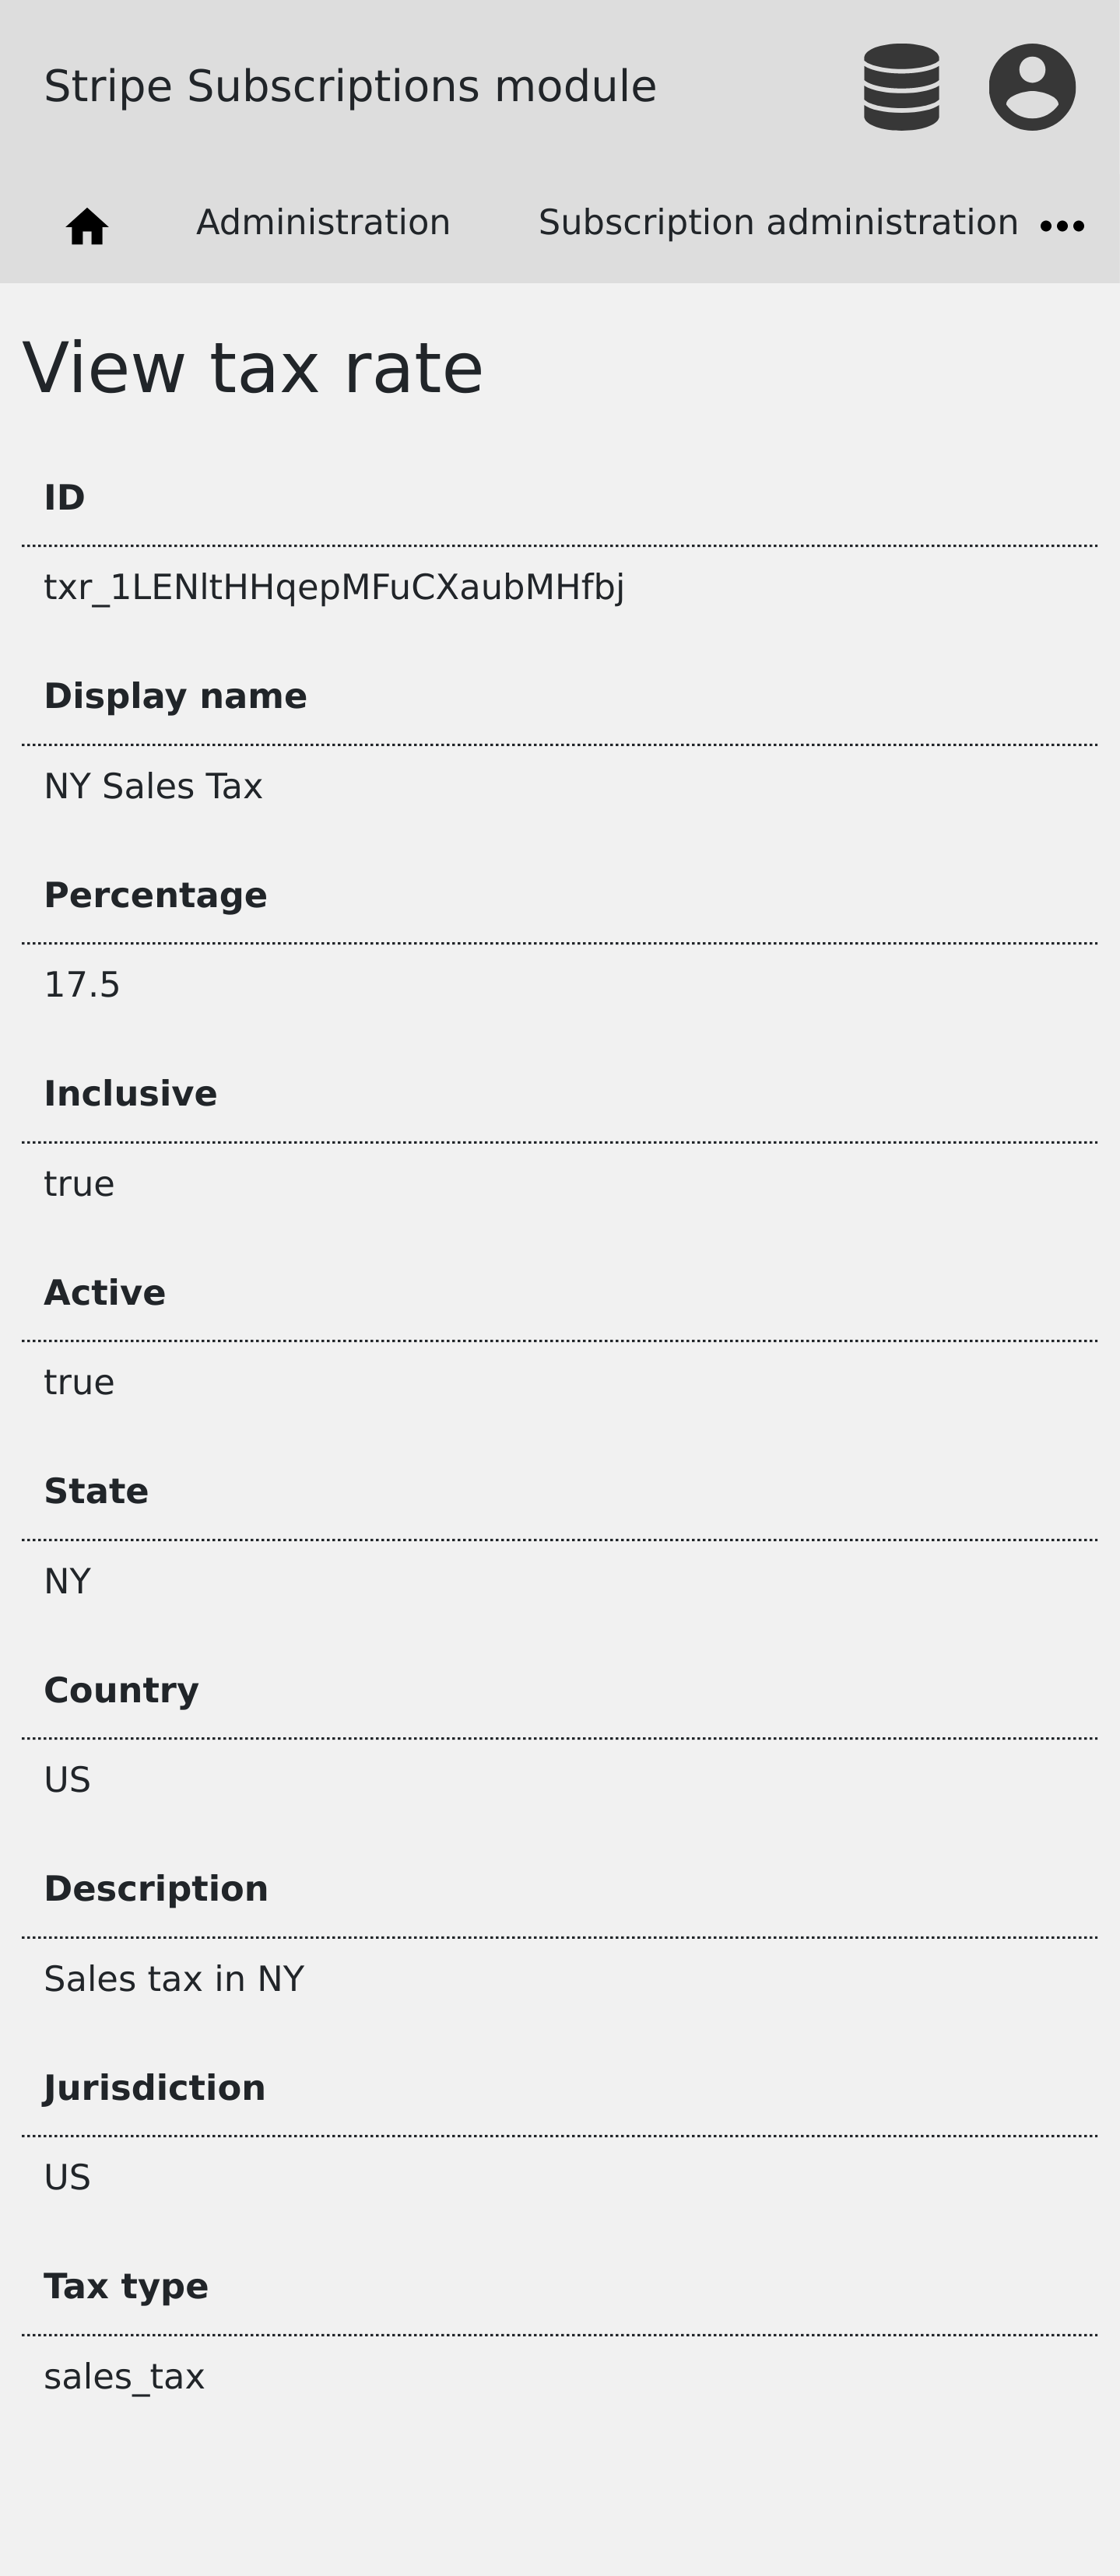 Stripe Subscriptions module
Administration Subscription administration
View tax rate
ID
txr_1LENltHHqepMFuCXaubMHfbj
Display name
NY Sales Tax
Percentage
17.5
Inclusive
true
Active
true
State
NY
Country
US
Description
Sales tax in NY
Jurisdiction
US
Tax type
sales_tax